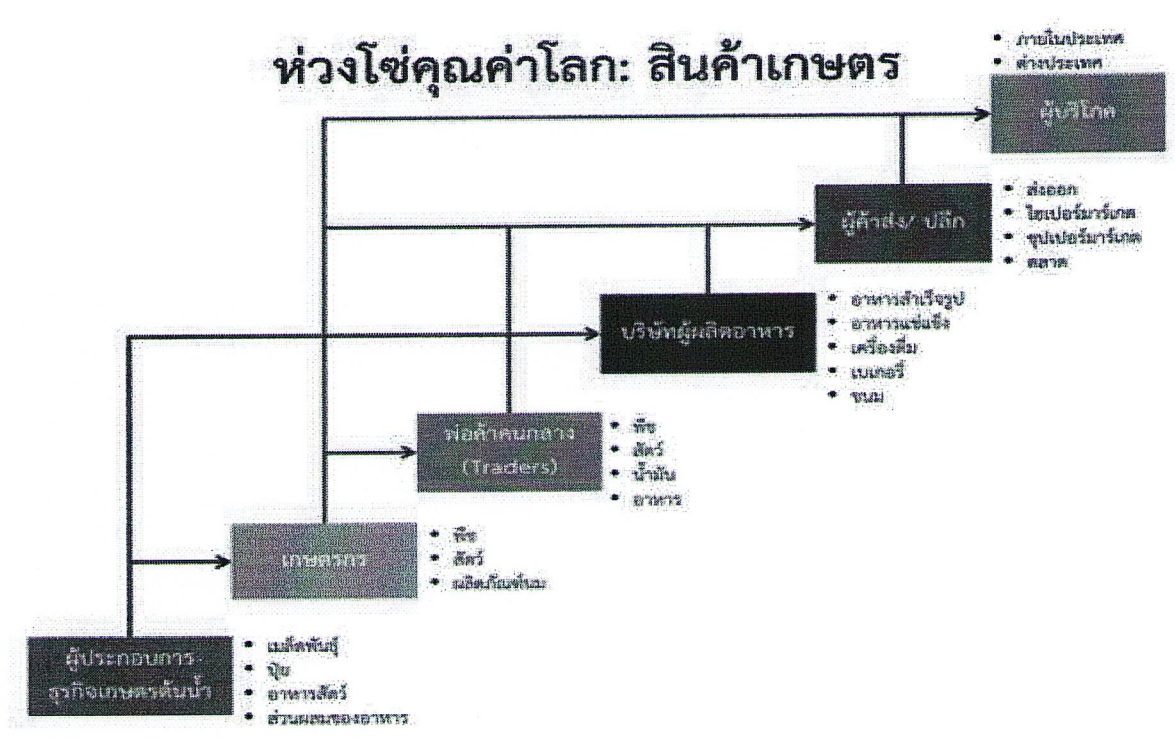 ห่วงโซ่คุณค่าโลก: สินค้าเกษตร
• ภายในประเทศ
• ต่างประเทศ
ผู้บริโภค
ผู้ค้าส่ง/ ปลีก
• ส่งออก
• ไฮเปอร์มาร์เกต
• ซุปเปอร์มาร์เกต
• ตลาด
บริษัทผู้ผลิตอาหาร
• อาหารสำเร็จรูป
• อาหารแช่แข็ง
• เครื่องดื่ม
• เบเกอรี่
• ขนม
พ่อค้าคนกลาง
(Traders)
• พืช
• สัตว์
• น้ำมัน
• อาหาร
เกษตรกร
• พืช
• สัตว์
• ผลิตภัณฑ์นม
ผู้ประกอบการ
ธุรกิจเกษตรต้นน้ำ
• เมล็ดพันธุ์
• ปุ๋ย
• อาหารสัตว์
• ส่วนผสมของอาหาร